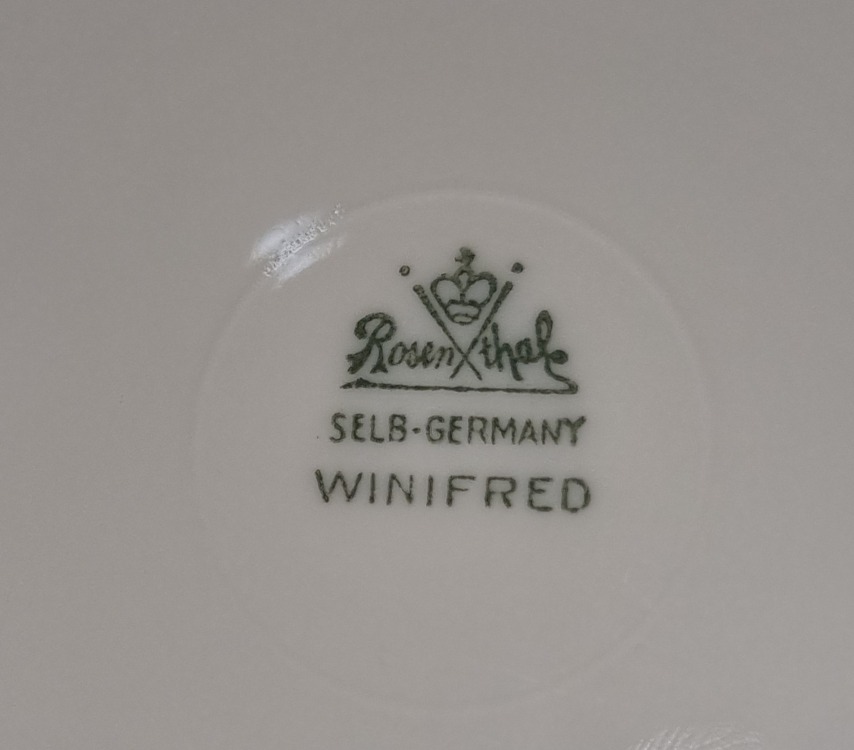 Rosenthal
SELB-GERMANY
WINIFRED